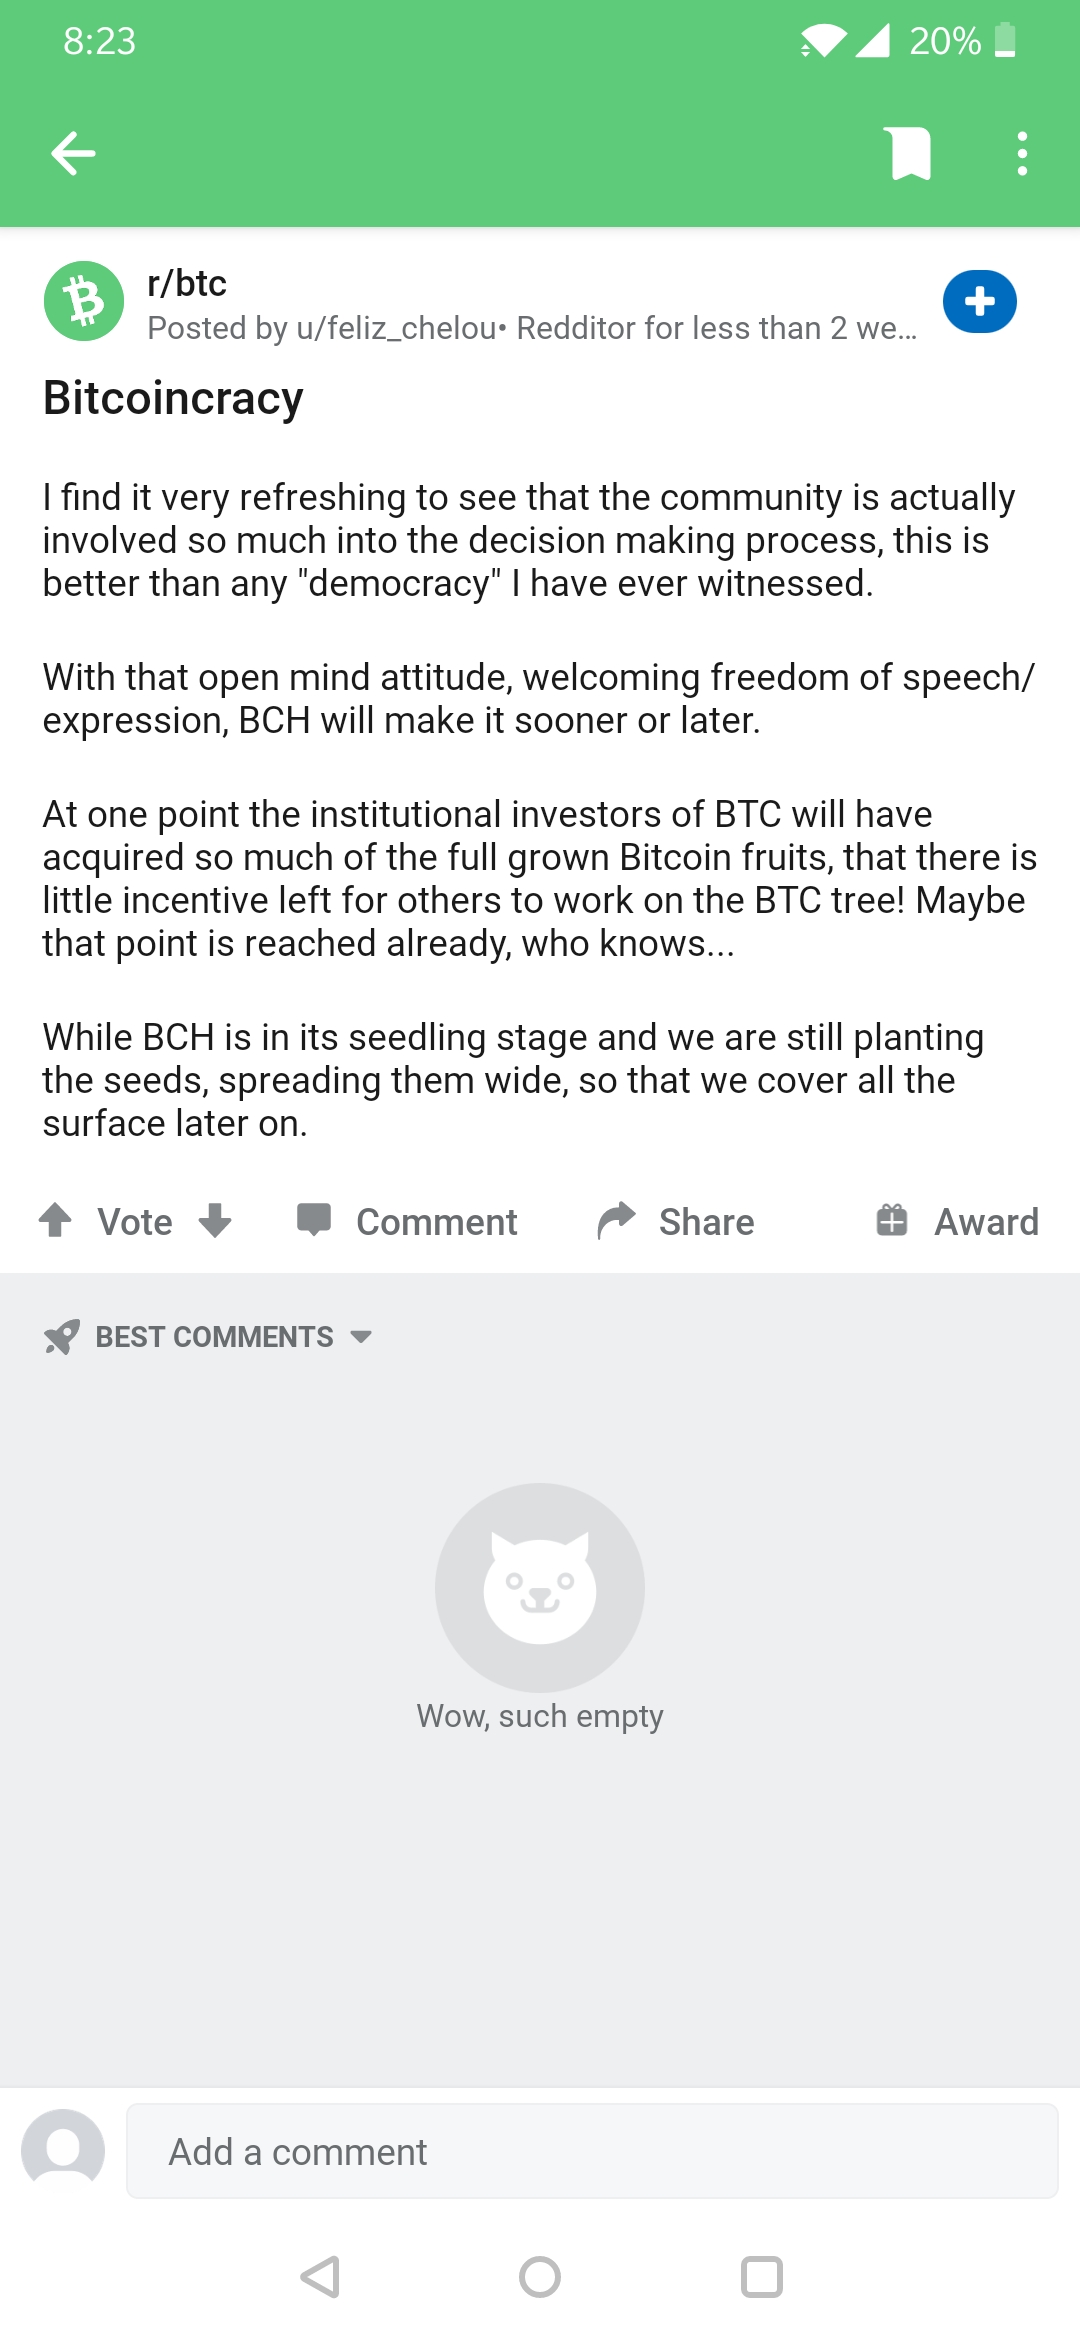 8:23
20%
r/btc
Posted by u/feliz_chelou• Redditor for less than 2 we...
Bitcoincracy
I find it very refreshing to see that the community is actually
involved so much into the decision making process, this is
better than any "democracy" I have ever witnessed.
With that open mind attitude, welcoming freedom of speech/
expression, BCH will make it sooner or later.
At one point the institutional investors of BTC will have
acquired so much of the full grown Bitcoin fruits, that there is
little incentive left for others to work on the BTC tree! Maybe
that point is reached already, who knows...
While BCH is in its seedling stage and we are still planting
the seeds, spreading them wide, so that we cover all the
surface later on.
Vote Comment Share Award
BEST COMMENTS
Wow, such empty
Add a comment